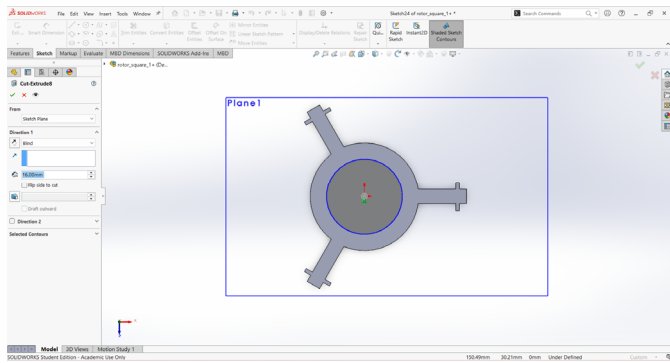 SOLIDWORKS File Edit View Insert Tools Window
Sketch24 of rotor_square_1+ *
Search Commands
Exit... Smart Dimension Trim Entities Convert Entities Offset Entities Offset On Surface Mirror Entities Linear Sketch Pattern Move Entities Display/Delete Relations Repair Sketch Qui... Rapid Sketch Instant2D Shaded Sketch Contours
Features Sketch Markup Evaluate MBD Dimensions SOLIDWORKS Add-Ins MBD
rotor_square_1+ (De...
Cut-Extrude8
From
Sketch Plane
Direction 1
Blind
10.00mm
Flip side to cut
Draft outward
Direction 2
Selected Contours
Plane1
Model 3D Views Motion Study 1
SOLIDWORKS Student Edition - Academic Use Only
150.49mm 30.21mm 0mm Under Defined
Custom